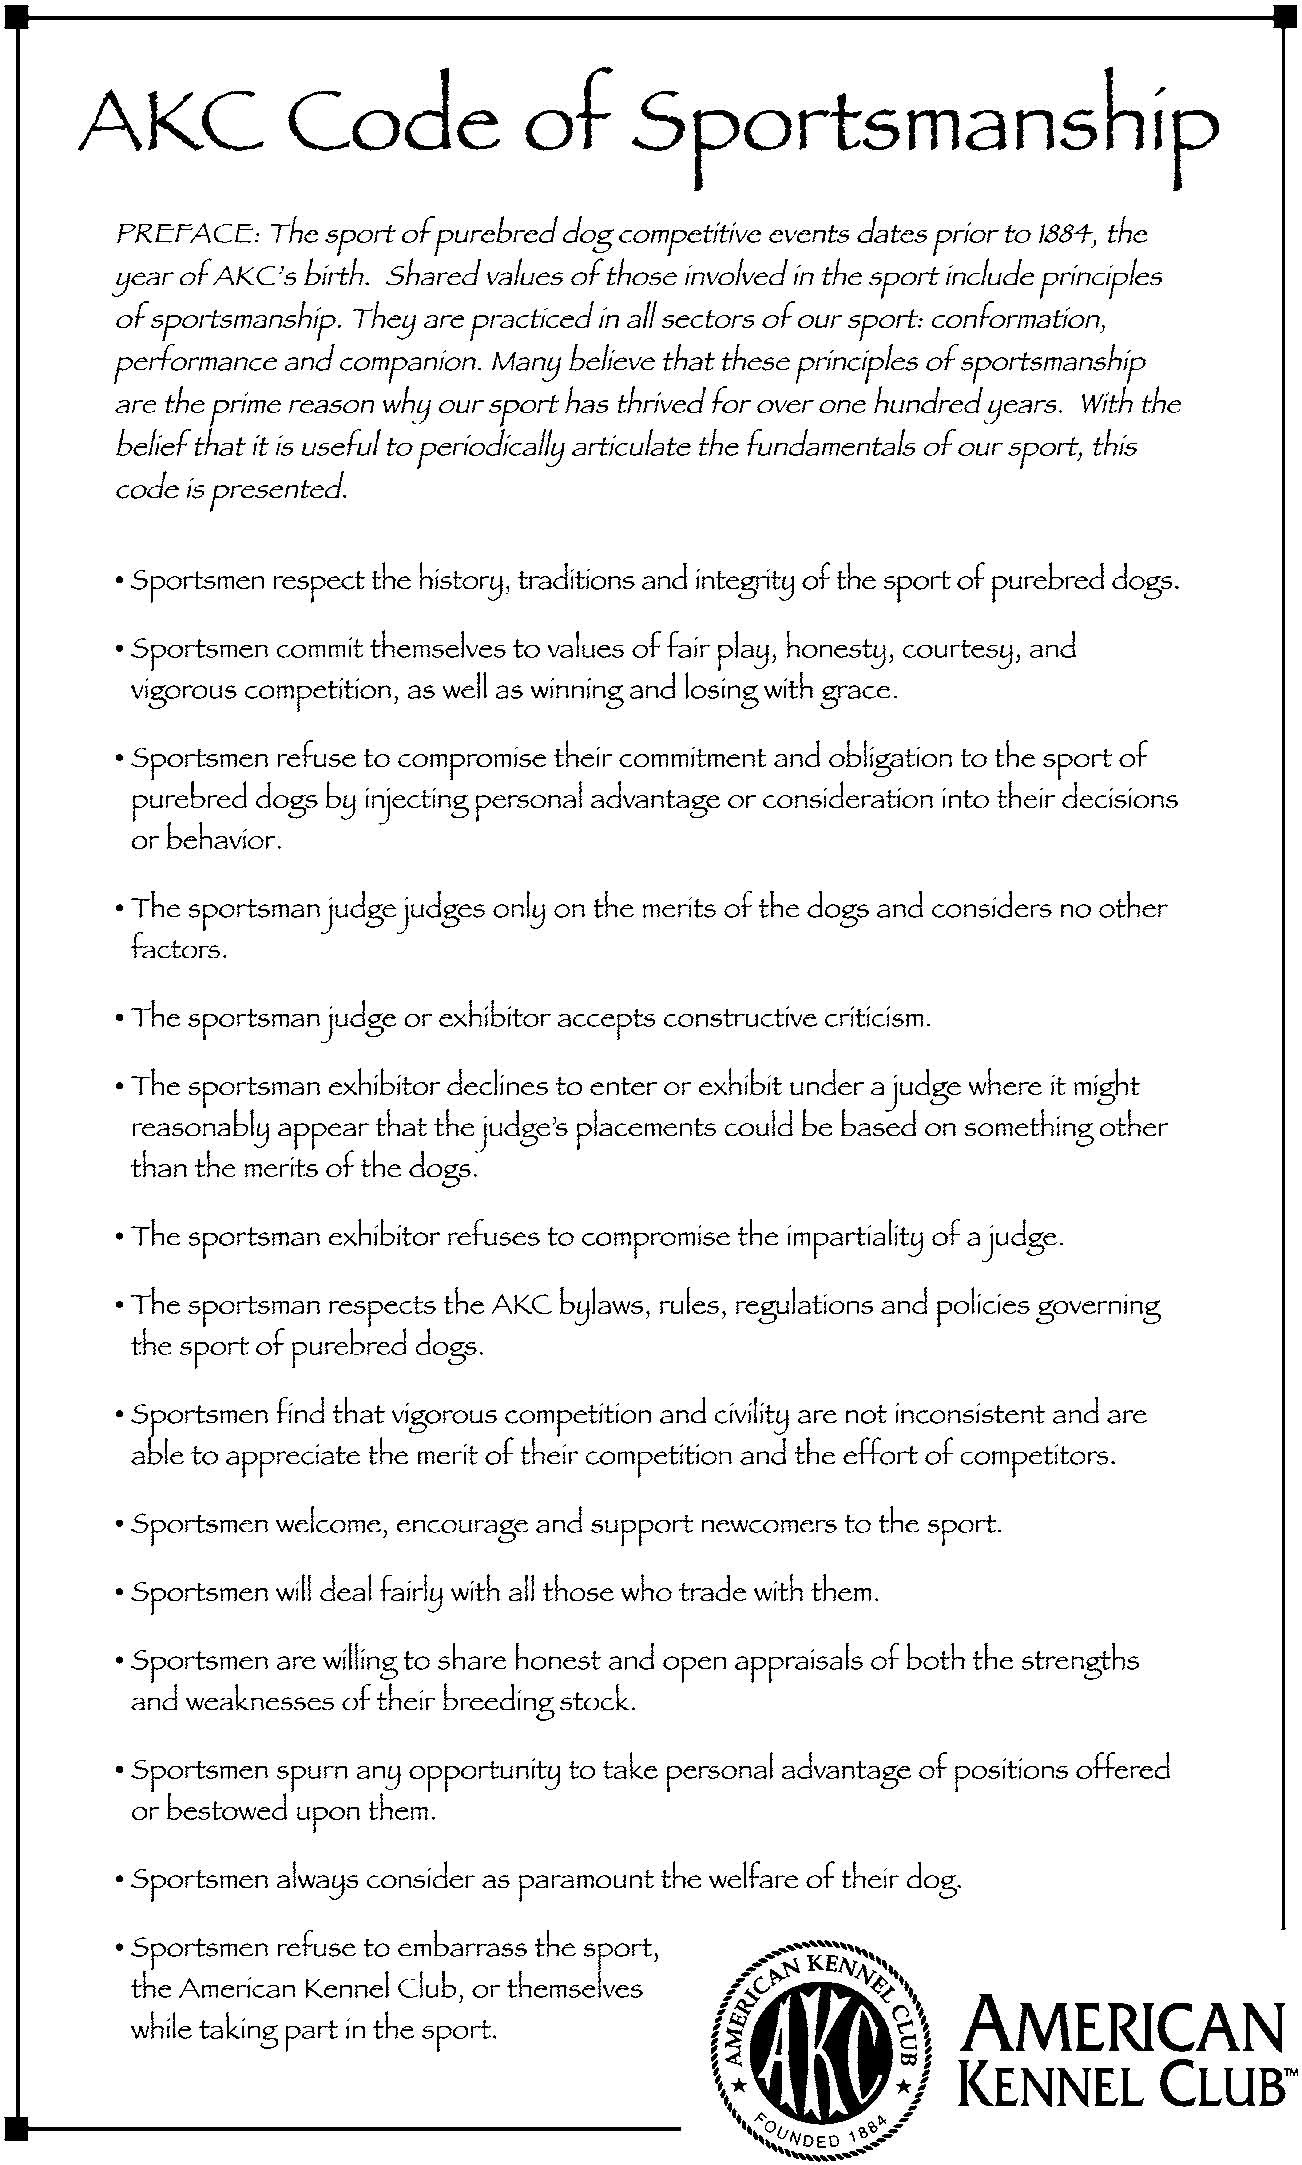 AKC Code of Sportsmanship
PREFACE: The sport of purebred dog competitive events dates prior to 1884, the
year of AKC's birth. Shared values of those involved in the sport include principles
of sportsmanship. They are practiced in all sectors of our sport: conformation,
performance and companion. Many believe that these principles of sportsmanship
are the prime reason why our sport has thrived for over one hundred years. With the
belief that it is useful to periodically articulate the fundamentals of our sport, this
code is presented.
• Sportsmen respect the history, traditions and integrity of the sport of purebred dogs.
• Sportsmen commit themselves to values of fair play, honesty, courtesy, and
vigorous competition, as well as winning and losing with grace.
• Sportsmen refuse to compromise their commitment and obligation to the sport of
purebred dogs by injecting personal advantage or consideration into their decisions
or behavior.
• The sportsman judge judges only on the merits of the dogs and considers no other
factors.
• The sportsman judge or exhibitor accepts constructive criticism.
• The sportsman exhibitor declines to enter or exhibit under a judge where it might
reasonably appear that the judge's placements could be based on something other
than the merits of the dogs.
• The sportsman exhibitor refuses to compromise the impartiality of a judge.
• The sportsman respects the AKC bylaws, rules, regulations and policies governing
the sport of purebred dogs.
• Sportsmen find that vigorous competition and civility are not inconsistent and are
able to appreciate the merit of their competition and the effort of competitors.
• Sportsmen welcome, encourage and support newcomers to the sport.
• Sportsmen will deal fairly with all those who trade with them.
• Sportsmen are willing to share honest and open appraisals of both the strengths
and weaknesses of their breeding stock.
• Sportsmen spurn any opportunity to take personal advantage of positions offered
or bestowed upon them.
• Sportsmen always consider as paramount the welfare of their dog.
• Sportsmen refuse to embarrass the sport,
the American Kennel Club, or themselves
while taking part in the sport.
AMERICAN KENNEL CLUB
AKC
FOUNDED 1884
AMERICAN
KENNEL CLUB™